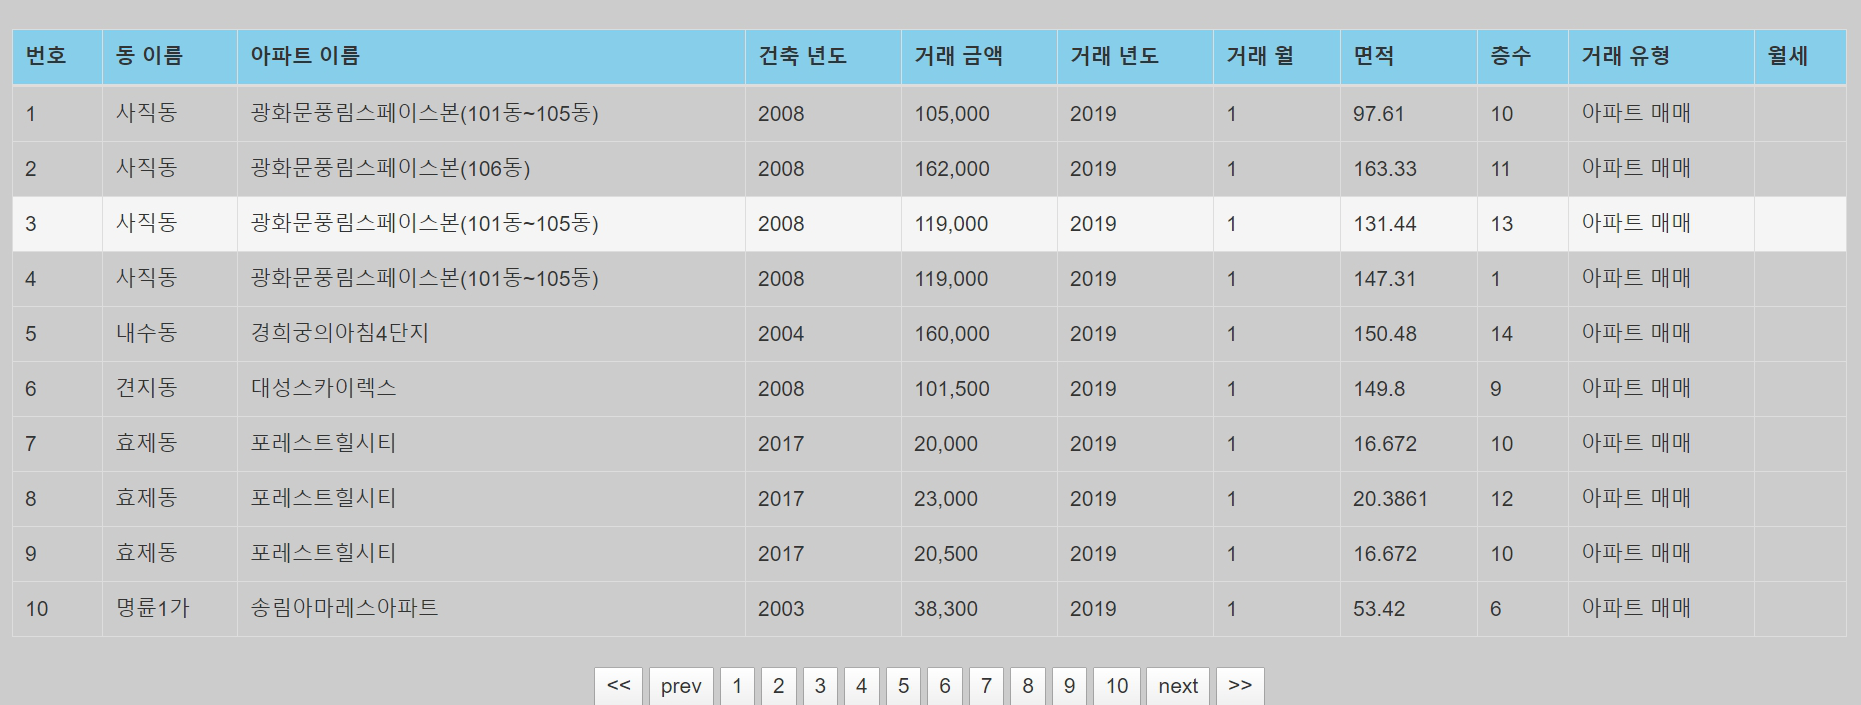 번호 동 이름 아파트 이름 건축 년도 거래 금액 거래 년도 거래 월 면적 층수 거래 유형 월세
1 사직동 광화문풍림스페이스본(101동~105동) 2008 105,000 2019 1 97.61 10 아파트 매매
2 사직동 광화문풍림스페이스본(106동) 2008 162,000 2019 1 163.33 11 아파트 매매
3 사직동 광화문풍림스페이스본(101동~105동) 2008 119,000 2019 1 131.44 13 아파트 매매
4 사직동 광화문풍림스페이스본(101동~105동) 2008 119,000 2019 1 147.31 1 아파트 매매
5 내수동 경희궁의아침4단지 2004 160,000 2019 1 150.48 14 아파트 매매
6 견지동 대성스카이렉스 2008 101,500 2019 1 149.8 9 아파트 매매
7 효제동 포레스트힐시티 2017 20,000 2019 1 16.672 10 아파트 매매
8 효제동 포레스트힐시티 2017 23,000 2019 1 20.3861 12 아파트 매매
9 효제동 포레스트힐시티 2017 20,500 2019 1 16.672 10 아파트 매매
10 명륜1가 송림아마레스아파트 2003 38,300 2019 1 53.42 6 아파트 매매
<< prev 1 2 3 4 5 6 7 8 9 10 next >>